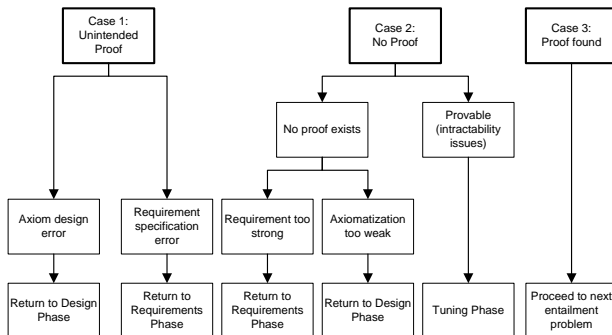 Case 1:
Unintended
Proof
Case 2:
No Proof
Case 3:
Proof found
No proof exists
Provable
(intractability
issues)
Axiom design
error
Requirement
specification
error
Requirement too
strong
Axiomatization
too weak
Return to Design
Phase
Return to
Requirements
Phase
Return to
Requirements
Phase
Return to Design
Phase
Tuning Phase
Proceed to next
entailment
problem